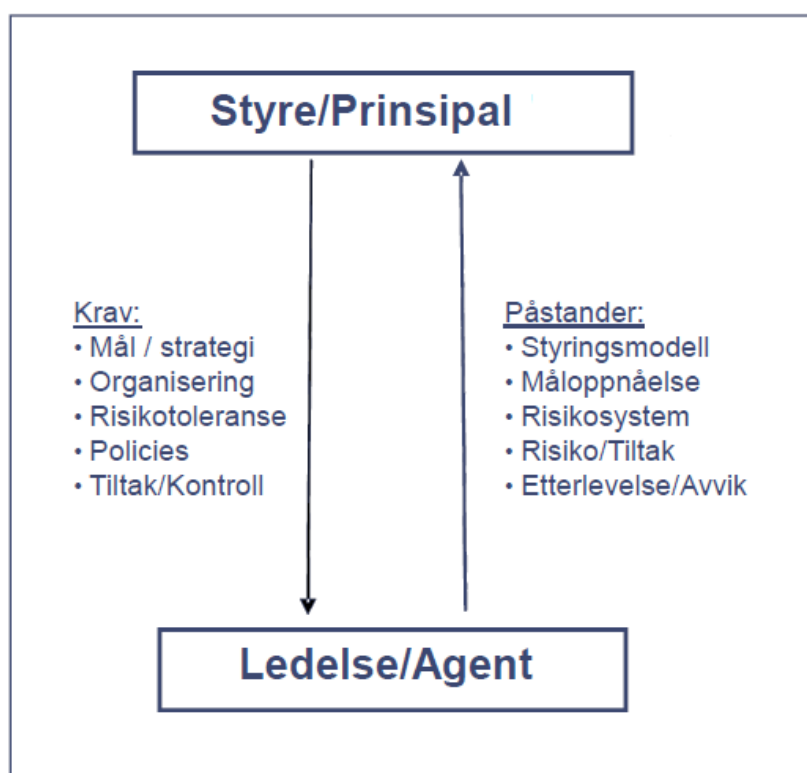 Styre/Prinsipal
Krav:
• Mål / strategi
• Organisering
• Risikotoleranse
• Policies
• Tiltak/Kontroll
Påstander:
• Styringsmodell
• Måloppnåelse
• Risikosystem
• Risiko/Tiltak
• Etterlevelse/Avvik
Ledelse/Agent